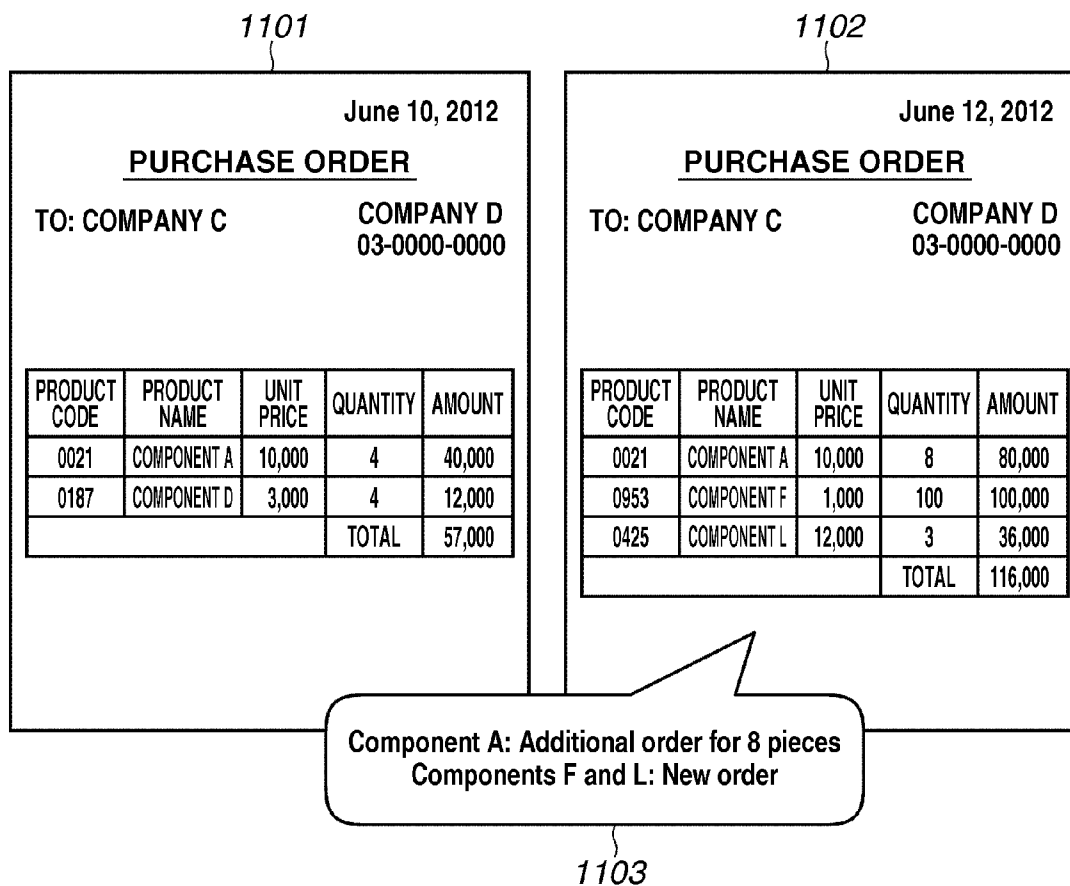 1101
June 10, 2012
PURCHASE ORDER
TO: COMPANY C
COMPANY D
03-0000-0000
PRODUCT CODE PRODUCT NAME UNIT PRICE QUANTITY AMOUNT
0021 COMPONENT A 10,000 4 40,000
0187 COMPONENT D 3,000 4 12,000
TOTAL 57,000
1102
June 12, 2012
PURCHASE ORDER
TO: COMPANY C
COMPANY D
03-0000-0000
PRODUCT CODE PRODUCT NAME UNIT PRICE QUANTITY AMOUNT
0021 COMPONENT A 10,000 8 80,000
0953 COMPONENT F 1,000 100 100,000
0425 COMPONENT L 12,000 3 36,000
TOTAL 116,000
Component A: Additional order for 8 pieces
Components F and L: New order
1103